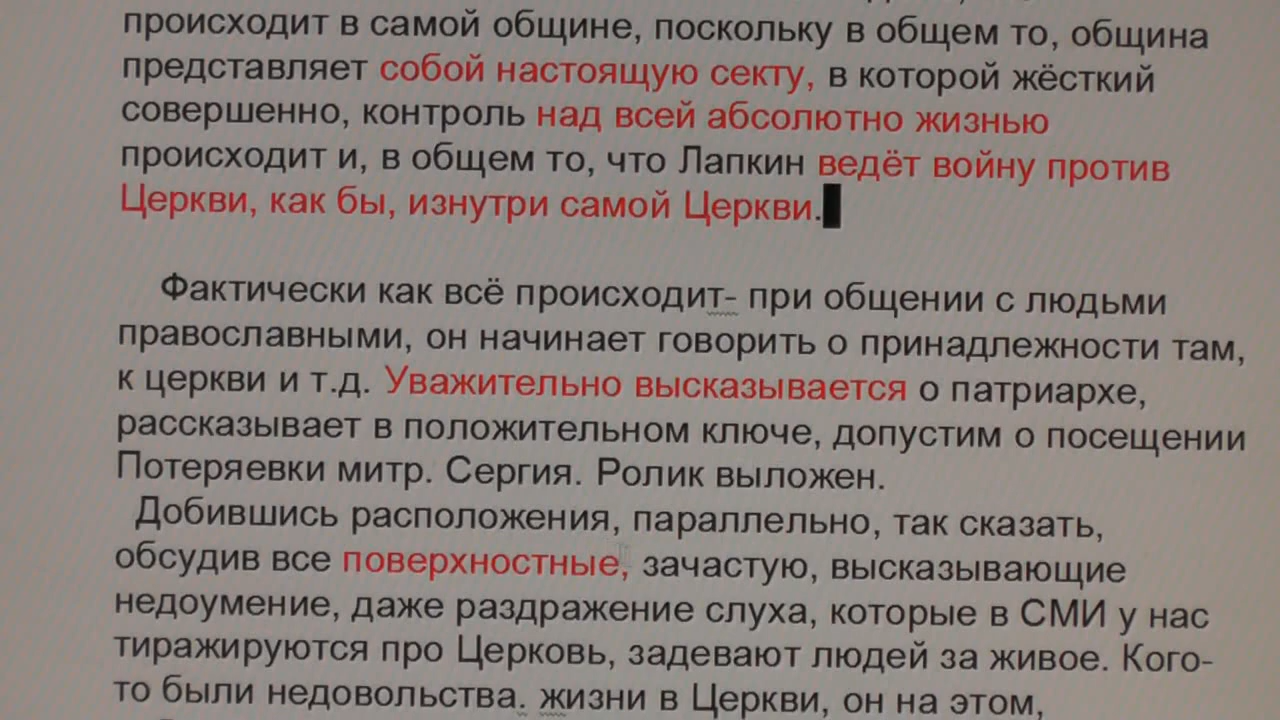 происходит в самой общине, поскольку в общем то, община
представляет собой настоящую секту, в которой жёсткий
совершенно, контроль над всей абсолютно жизнью
происходит и, в общем то, что Лапкин ведёт войну против
Церкви, как бы, изнутри самой Церкви.
Фактически как всё происходит- при общении с людьми
православными, он начинает говорить о принадлежности там,
к церкви и т.д. Уважительно высказывается о патриархе,
рассказывает в положительном ключе, допустим о посещении
Потеряевки митр. Сергия. Ролик выложен.
Добившись расположения, параллельно, так сказать,
обсудив все поверхностные, зачастую, высказывающие
недоумение, даже раздражение слуха, которые в СМИ у нас
тиражируются про Церковь, задевают людей за живое. Кого-
то были недовольства. жизни в Церкви, он на этом,